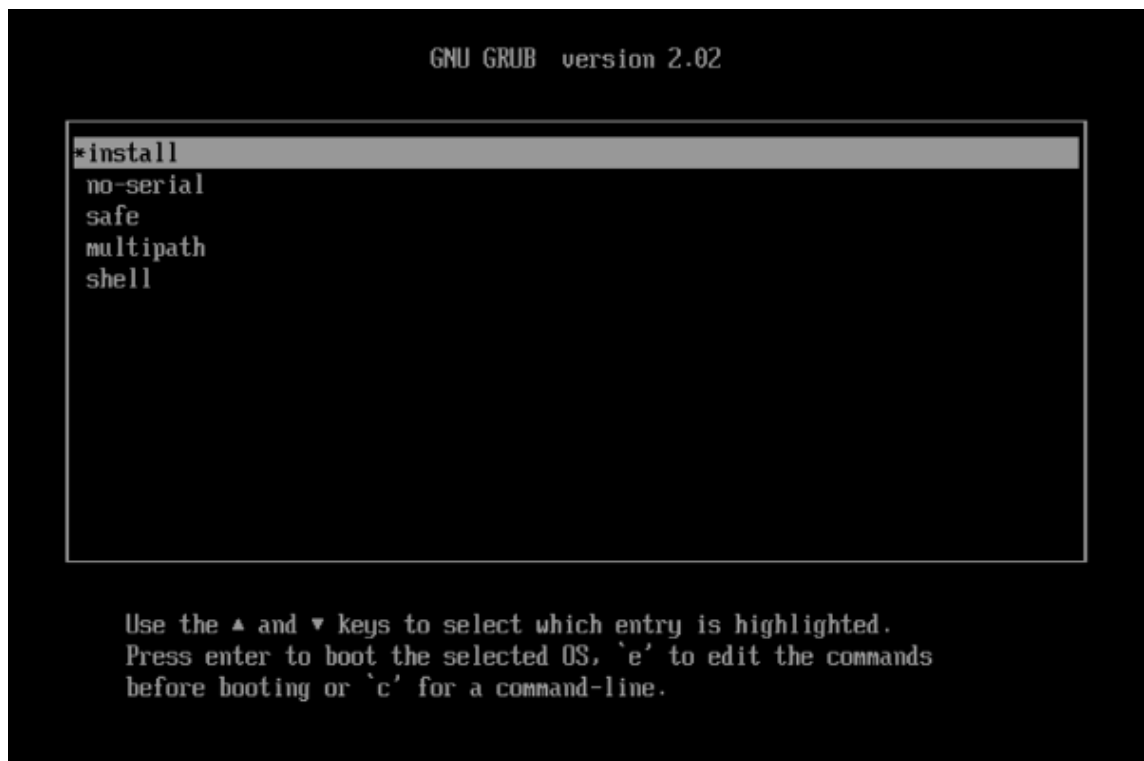 GNU GRUB  version 2.02
*install
no-serial
safe
multipath
shell
Use the ▲ and ▼ keys to select which entry is highlighted.
Press enter to boot the selected OS, `e' to edit the commands
before booting or `c' for a command-line.